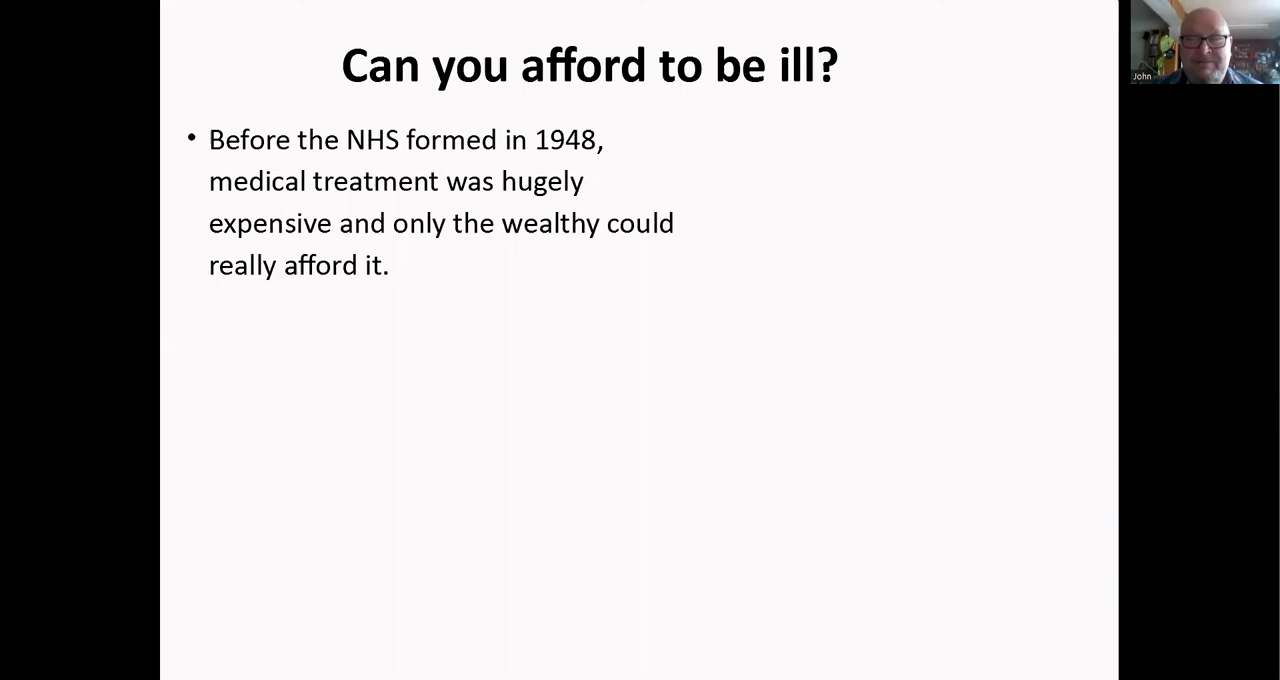 Can you afford to be ill?
• Before the NHS formed in 1948,
medical treatment was hugely
expensive and only the wealthy could
really afford it.
John